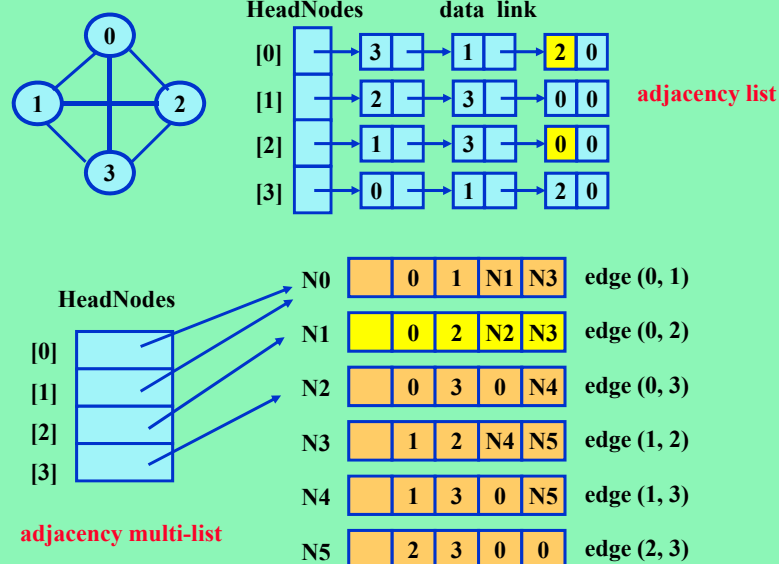 HeadNodes data link
0
[0] 3 1 2 0
1 2
[1] 2 3 0 0
adjacency list
[2] 1 3 0 0
3
[3] 0 1 2 0
HeadNodes
[0]
[1]
[2]
[3]
N0 0 1 N1 N3 edge (0, 1)
N1 0 2 N2 N3 edge (0, 2)
N2 0 3 0 N4 edge (0, 3)
N3 1 2 N4 N5 edge (1, 2)
N4 1 3 0 N5 edge (1, 3)
N5 2 3 0 0 edge (2, 3)
adjacency multi-list